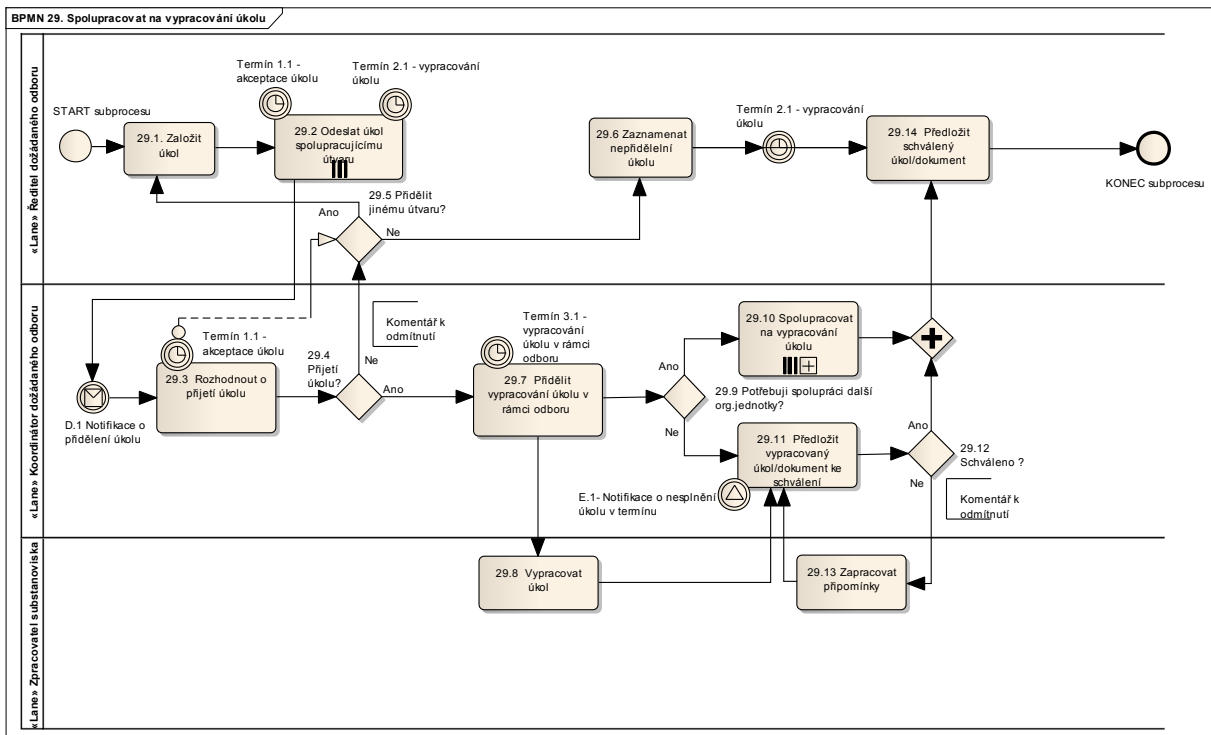 BPMN 29. Spolupracovat na vypracování úkolu
«Lane» Ředitel dožádaného odboru
START subprocesu
29.1. Založit
úkol
Termín 1.1 -
akceptace úkolu
Termín 2.1 - vypracování
úkolu
29.2 Odeslat úkol
spolupracujícímu
útvaru
29.5 Přidělit
jinému útvaru?
Ano
Ne
29.6 Zaznamenat
nepřidělelní
úkolu
Termín 2.1 - vypracování
úkolu
29.14 Předložit
schválený
úkol/dokument
KONEC subprocesu
«Lane» Koordinátor dožádaného odboru
D.1 Notifikace o
přidělení úkolu
Termín 1.1 -
akceptace úkolu
29.3 Rozhodnout o
přijetí úkolu
29.4
Přijetí
úkolu?
Ne
Ano
Komentář k
odmítnutí
Termín 3.1 -
vypracování
úkolu v rámci
odboru
29.7 Přidělit
vypracování úkolu v
rámci odboru
Ano
Ne
29.9 Potřebuji spolupráci další
org.jednotky?
29.10 Spolupracovat
na vypracování
úkolu
29.11 Předložit
vypracovaný
úkol/dokument ke
schválení
E.1- Notifikace o nesplnění
úkolu v termínu
Ano
Ne
29.12
Schváleno ?
Komentář k
odmítnutí
«Lane» Zpracovatel substanoviska
29.8 Vypracovat
úkol
29.13 Zapracovat
připomínky